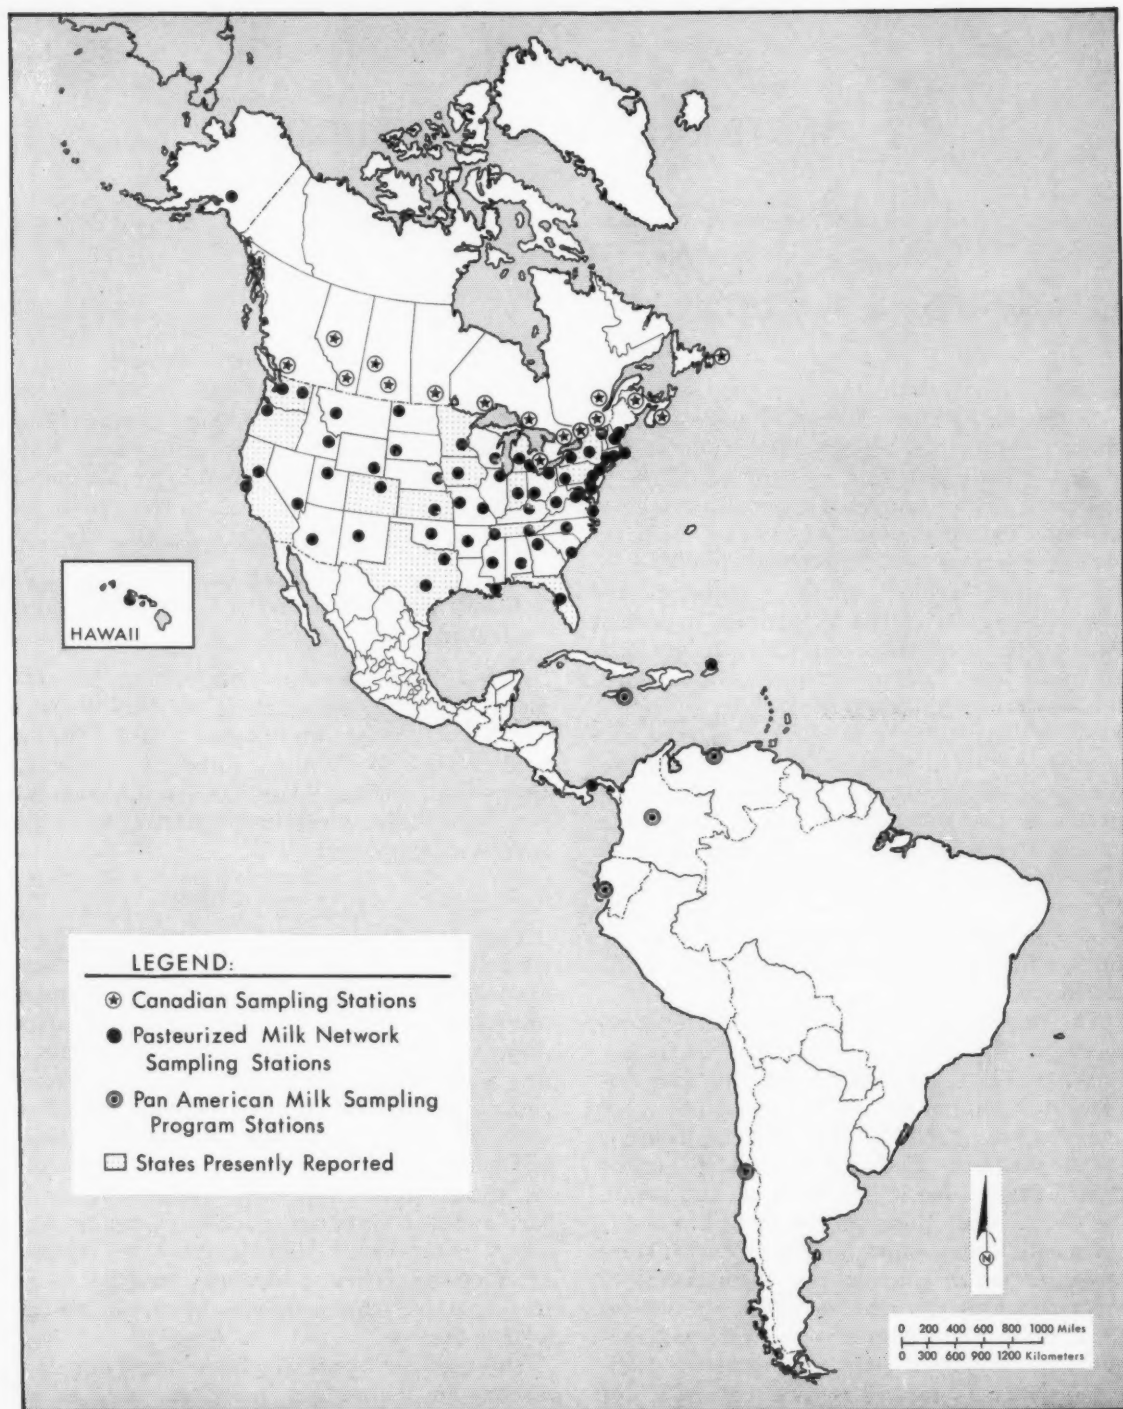 HAWAII
LEGEND:
Canadian Sampling Stations
Pasteurized Milk Network
Sampling Stations
Pan American Milk Sampling
Program Stations
States Presently Reported
N
0 200 400 600 800 1000 Miles
0 300 600 900 1200 Kilometers